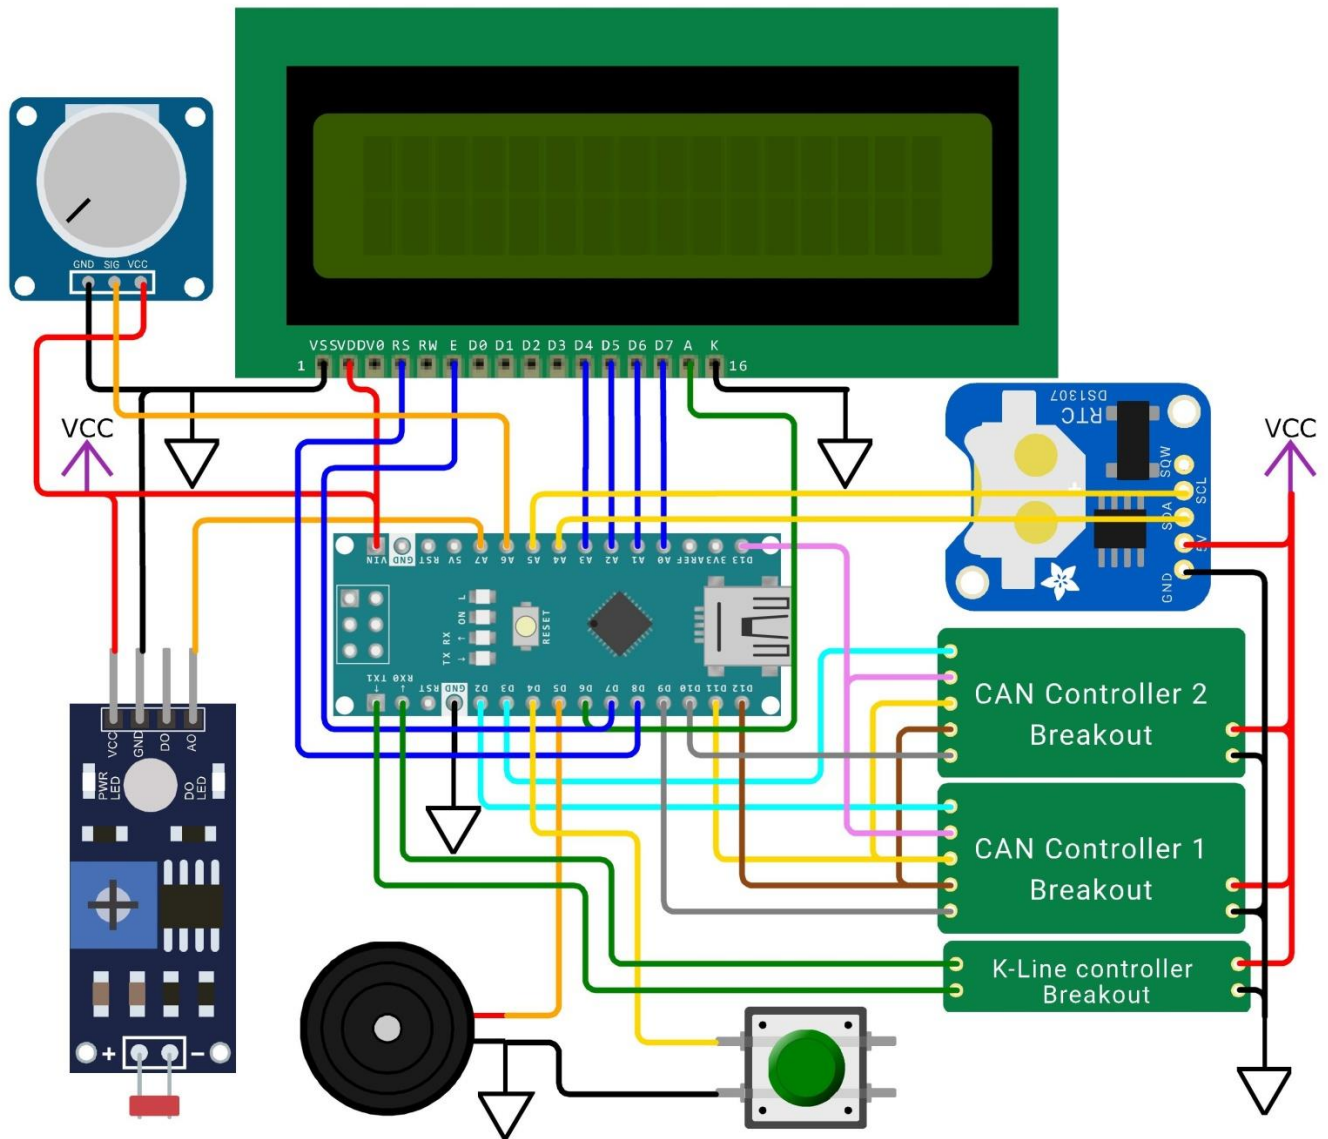 GND SIG VCC
VSS VDD V0 RS RW E D0 D1 D2 D3 D4 D5 D6 D7 A K
1
16
VCC
VCC
RTC
DS1307
SQW
SCL
SDA
5V
GND
VIN GND RST 5V A7 A6 A5 A4 A3 A2 A1 A0 AREF 3V3 D13
L
ON
TX RX
↑ ↓
RESET
TX1 RX0 RST GND D2 D3 D4 D5 D6 D7 D8 D9 D10 D11 D12
↑ ↓
CAN Controller 2
Breakout
CAN Controller 1
Breakout
K-Line controller
Breakout
VCC GND DO AO
PWR
LED
DO
LED
+ −